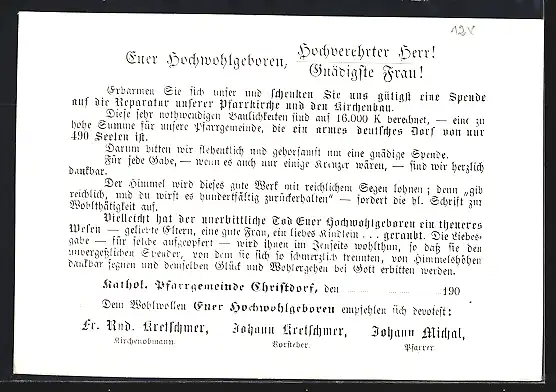 12V
Euer Hochwohlgeboren, Hochverehrter Herr!
Gnädigste Frau!
Erbarmen Sie sich unser und schenken Sie uns gütigst eine Spende
auf die Reparatur unserer Pfarrkirche und den Kirchenbau.
Diese sehr nothwendigen Baulichkeiten sind auf 16.000 K berechnet, — eine zu
hohe Summe für unsere Pfarrgemeinde, die ein armes deutsches Dorf von nur
490 Seelen ist.
Darum bitten wir flehentlich und gehorsamst um eine gnädige Spende.
Für jede Gabe, — wenn es auch nur einige Kreuzer wären, — sind wir herzlich
dankbar.
Der Himmel wird dieses gute Werk mit reichlichem Segen lohnen; denn „gib
reichlich, und du wirst es hundertfältig zurückerhalten" — fordert die hl. Schrift zur
Wohlthätigkeit auf.
Vielleicht hat der unerbittliche Tod Euer Hochwohlgeboren ein theueres
Wesen — geliebte Eltern, eine gute Frau, ein liebes Kindlein ... geraubt. Die Liebes-
gabe — für solche aufgeopfert — wird ihnen im Jenseits wohlthun, so daß sie den
unvergeßlichen Spender, von dem sie sich so schmerzlich trennten, von Himmelshöhen
dankbar segnen und demselben Glück und Wohlergehen bei Gott erbitten werden.
Kathol. Pfarrgemeinde Christdorf, den 190
Dem Wohlwollen Euer Hochwohlgeboren empfehlen sich devotest:
Fr. Rud. Kretschmer, Johann Kretschmer, Johann Michal,
Kirchenobmann. Vorsteher. Pfarrer.